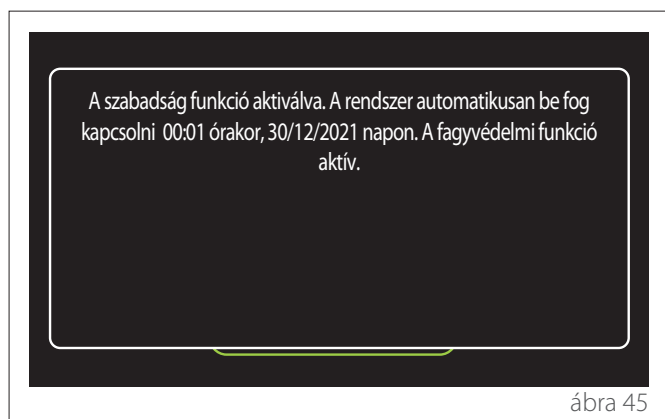 A szabadság funkció aktiválva. A rendszer automatikusan be fog
kapcsolni 00:01 órakor, 30/12/2021 napon. A fagyvédelmi funkció
aktív.
ábra 45